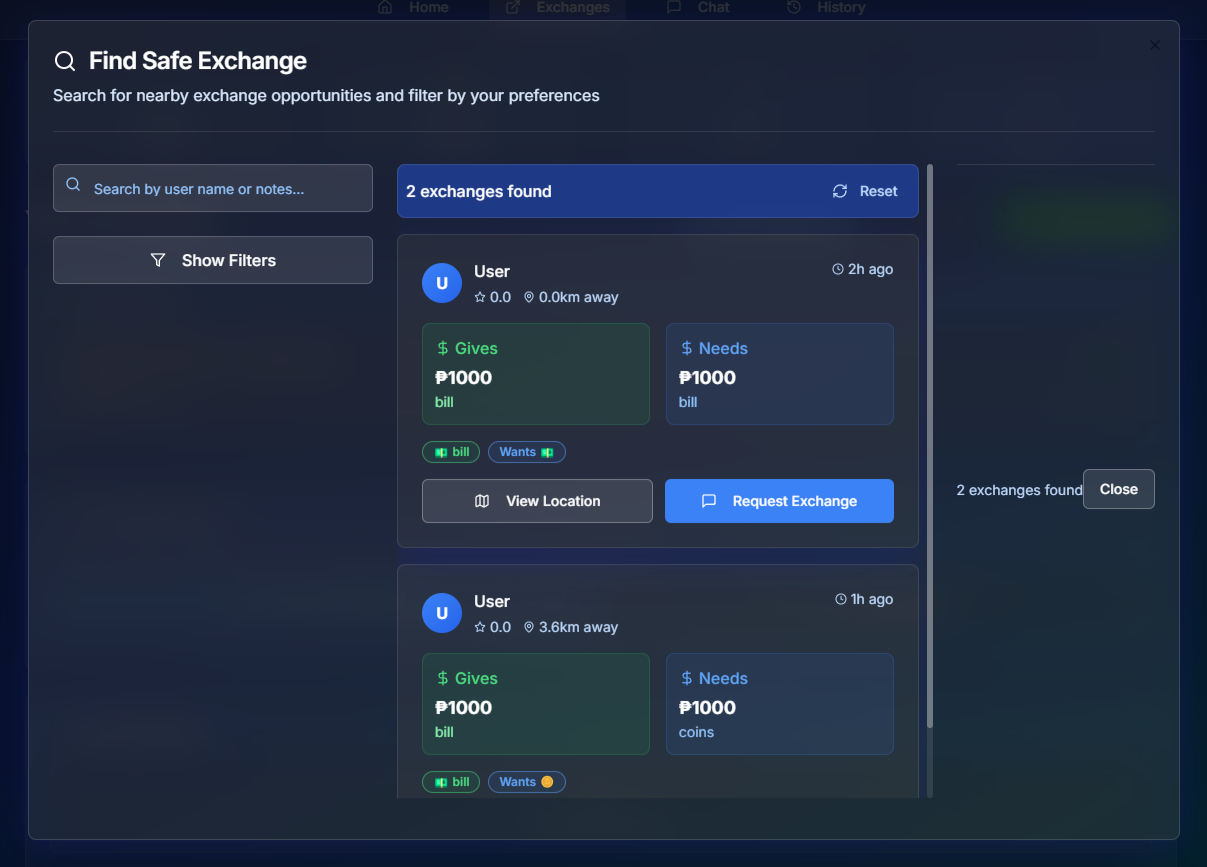 Home Exchanges Chat History
Find Safe Exchange
Search for nearby exchange opportunities and filter by your preferences
Search by user name or notes...
Show Filters
2 exchanges found
Reset
U
User
2h ago
0.0 0.0km away
$ Gives
₱1000
bill
$ Needs
₱1000
bill
bill
Wants
View Location
Request Exchange
U
User
1h ago
0.0 3.6km away
$ Gives
₱1000
bill
$ Needs
₱1000
coins
bill
Wants
2 exchanges found
Close